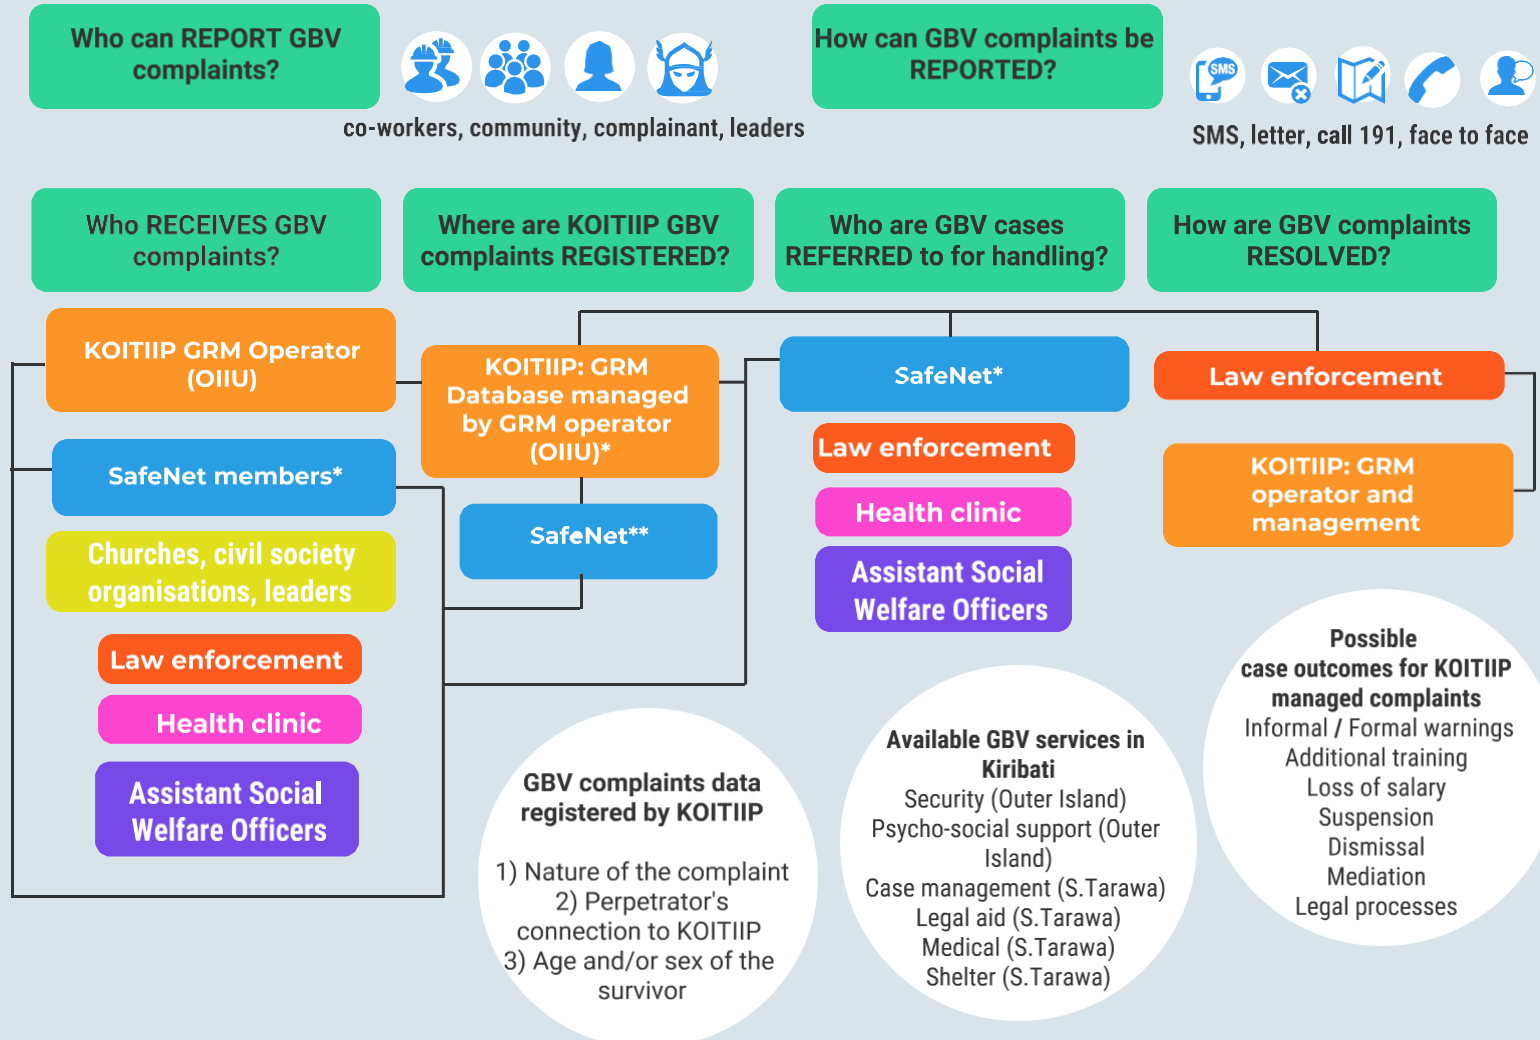 Who can REPORT GBV
complaints?
co-workers, community, complainant, leaders
How can GBV complaints be
REPORTED?
SMS
SMS, letter, call 191, face to face
Who RECEIVES GBV
complaints?
Where are KOITIIP GBV
complaints REGISTERED?
Who are GBV cases
REFERRED to for handling?
How are GBV complaints
RESOLVED?
KOITIIP GRM Operator
(OIIU)
SafeNet members*
Churches, civil society
organisations, leaders
Law enforcement
Health clinic
Assistant Social
Welfare Officers
KOITIIP: GRM
Database managed
by GRM operator
(OIIU)*
SafeNet**
GBV complaints data
registered by KOITIIP
1) Nature of the complaint
2) Perpetrator's
connection to KOITIIP
3) Age and/or sex of the
survivor
SafeNet*
Law enforcement
Health clinic
Assistant Social
Welfare Officers
Available GBV services in
Kiribati
Security (Outer Island)
Psycho-social support (Outer
Island)
Case management (S.Tarawa)
Legal aid (S.Tarawa)
Medical (S.Tarawa)
Shelter (S.Tarawa)
Law enforcement
KOITIIP: GRM
operator and
management
Possible
case outcomes for KOITIIP
managed complaints
Informal / Formal warnings
Additional training
Loss of salary
Suspension
Dismissal
Mediation
Legal processes